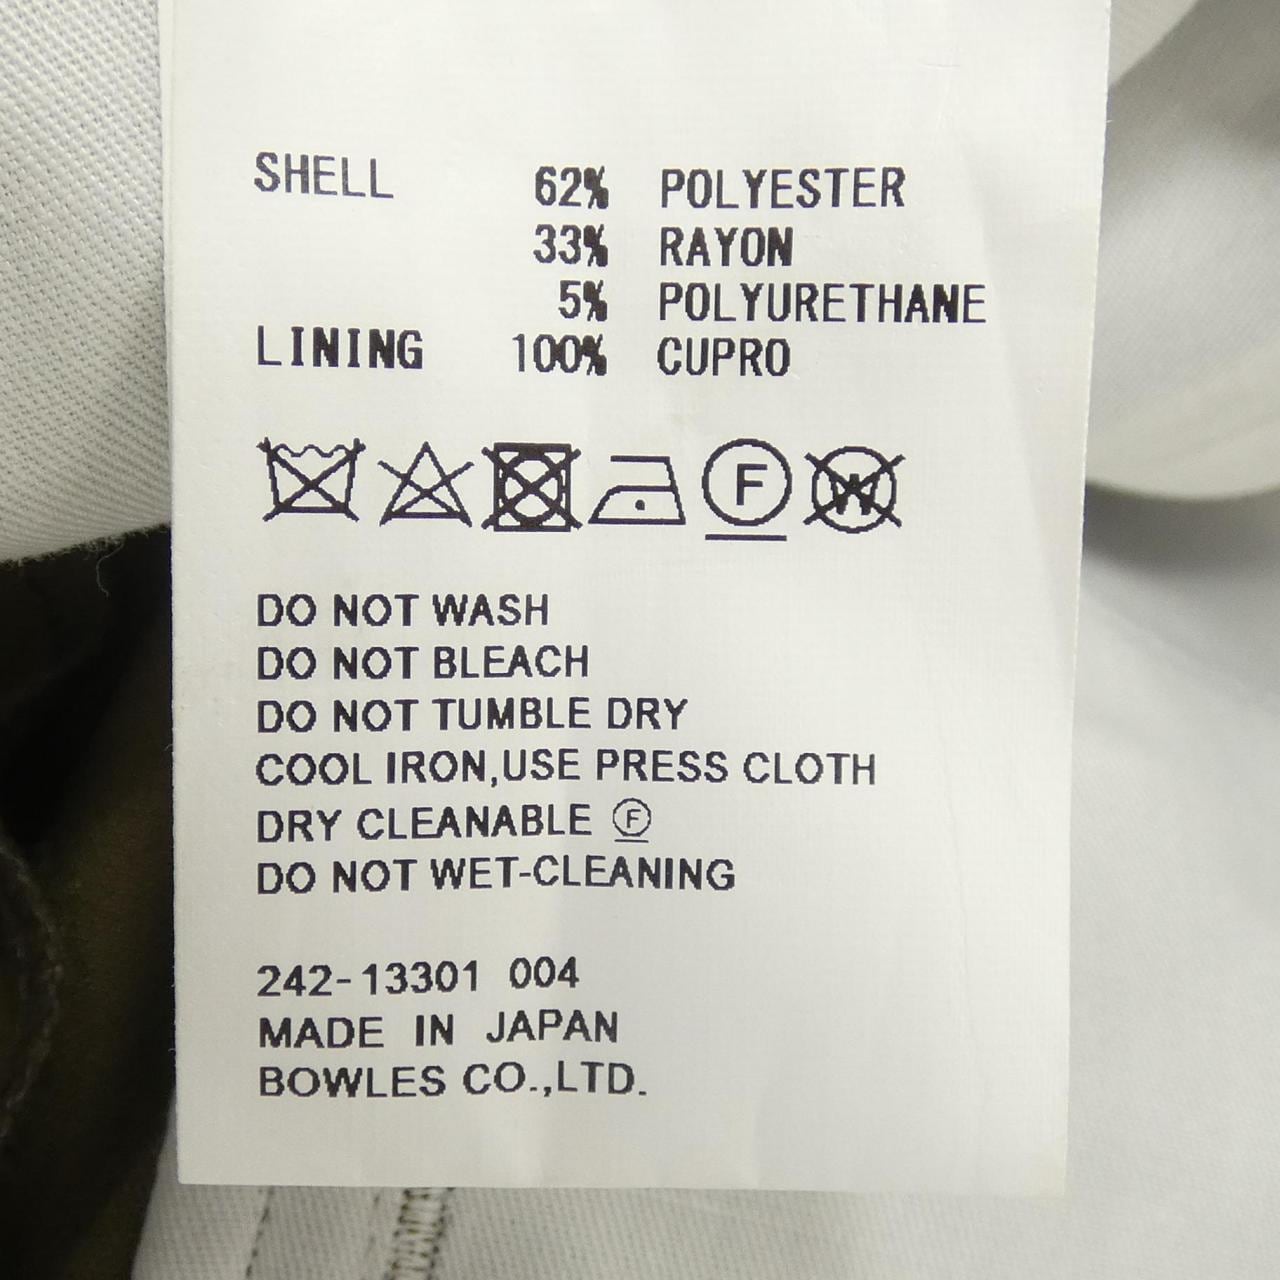 SHELL 62% POLYESTER
33% RAYON
5% POLYURETHANE
LINING 100% CUPRO
F W
DO NOT WASH
DO NOT BLEACH
DO NOT TUMBLE DRY
COOL IRON,USE PRESS CLOTH
DRY CLEANABLE Ⓕ
DO NOT WET-CLEANING
242-13301 004
MADE IN JAPAN
BOWLES CO.,LTD.